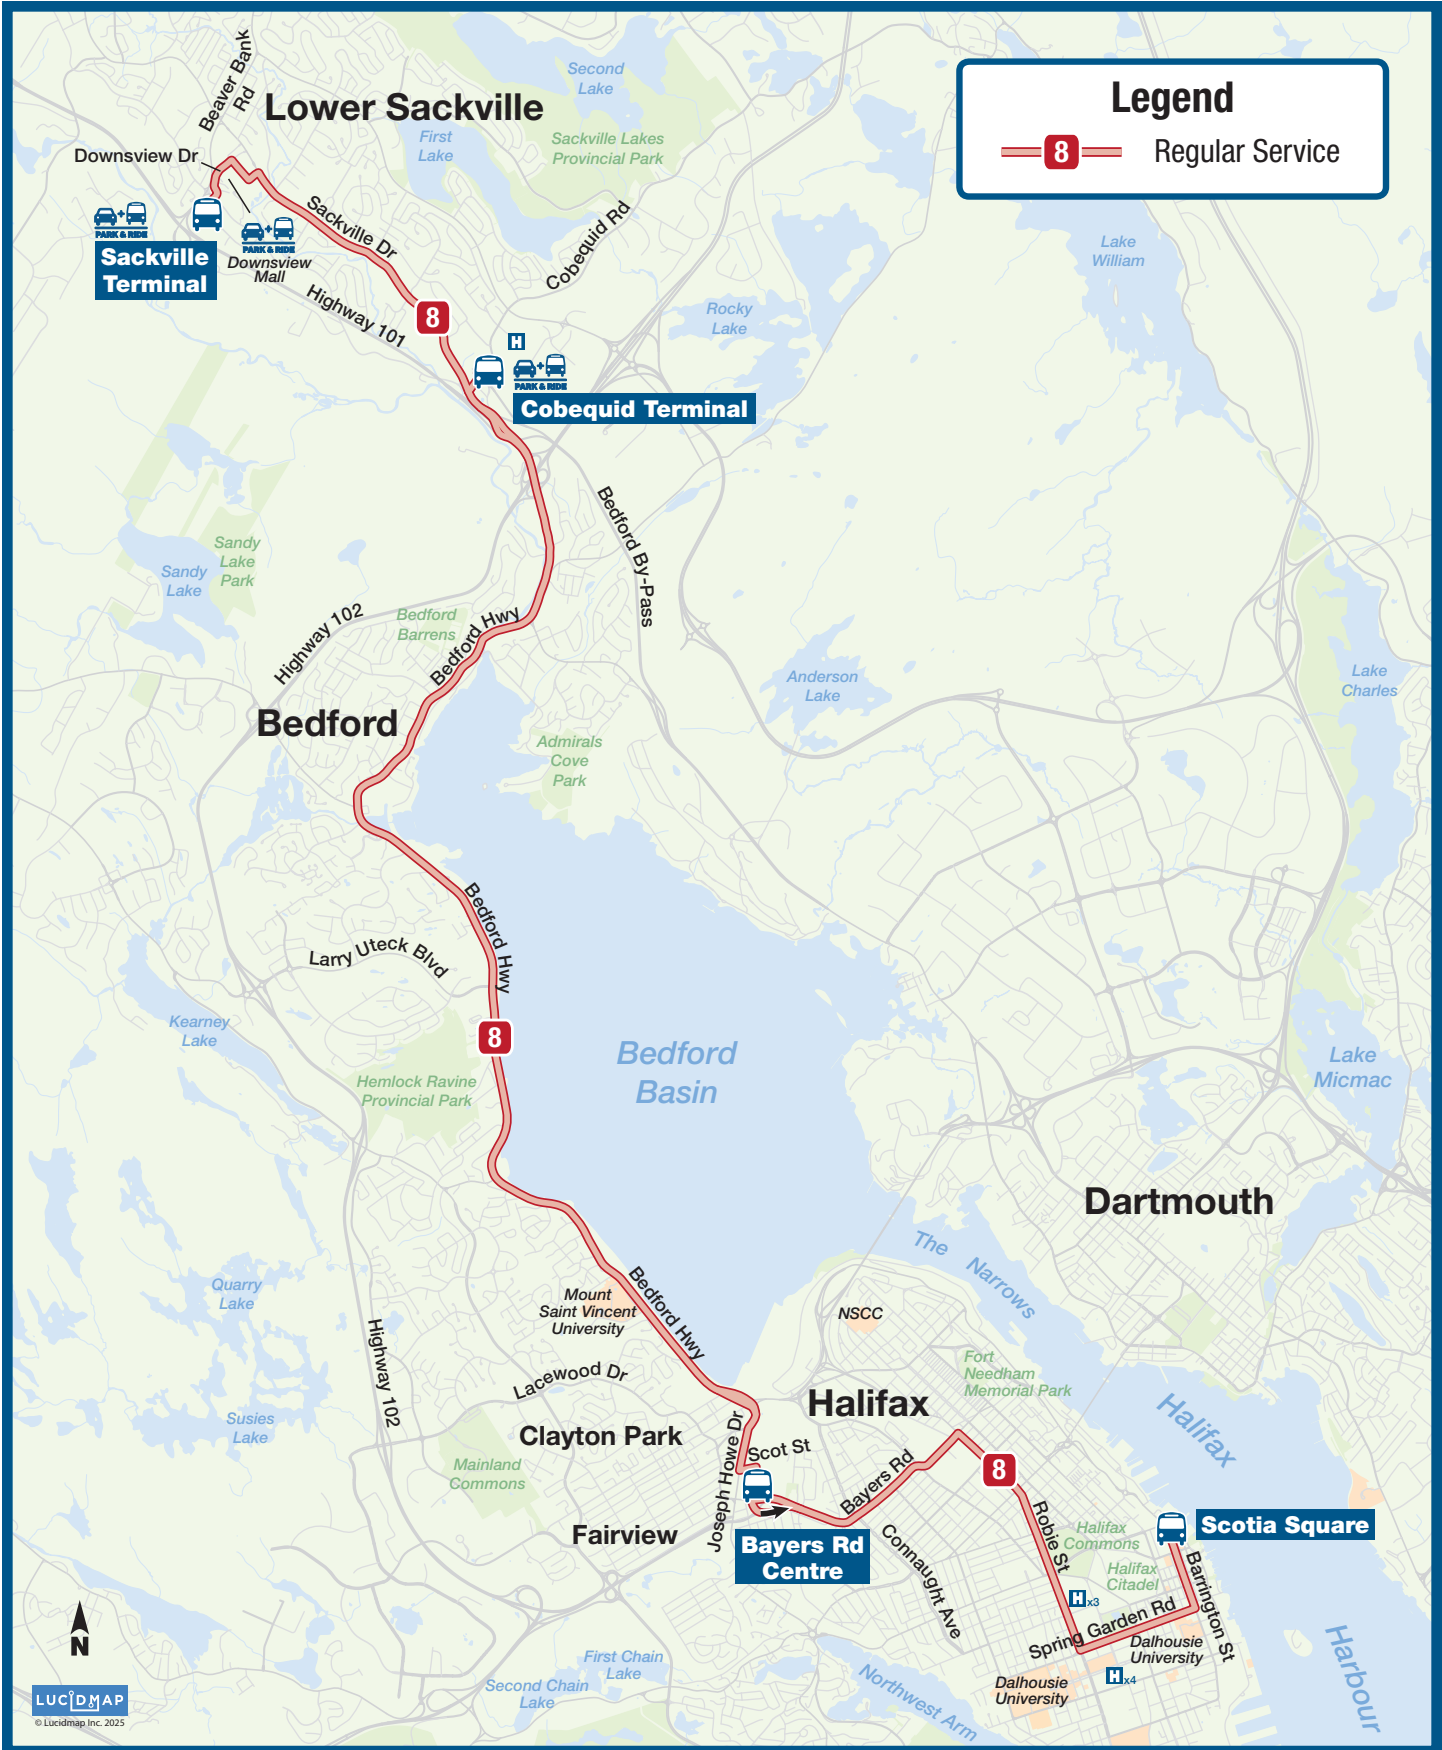 Legend
8 Regular Service
Beaver Bank
Rd
Lower Sackville
Second
Lake
First
Lake
Sackville Lakes
Provincial Park
Downsview Dr
PARK & RIDE
Sackville
Terminal
PARK & RIDE
Downsview
Mall
Sackville Dr
Cobequid Rd
Lake
William
Highway 101
8
Rocky
Lake
H
PARK & RIDE
Cobequid Terminal
Bedford By-Pass
Sandy
Lake
Park
Sandy
Lake
Highway 102
Bedford
Barrens
Bedford Hwy
Anderson
Lake
Lake
Charles
Bedford
Admirals
Cove
Park
Bedford Hwy
Larry Uteck Blvd
Kearney
Lake
8
Bedford
Basin
Lake
Micmac
Hemlock Ravine
Provincial Park
Dartmouth
The Narrows
Quarry
Lake
Mount
Saint Vincent
University
Bedford Hwy
NSCC
Highway 102
Lacewood Dr
Fort
Needham
Memorial Park
Halifax
Halifax
Susies
Lake
Clayton Park
Joseph Howe Dr
Scot St
Bayers Rd
8
Mainland
Commons
Fairview
Bayers Rd
Centre
Connaught Ave
Robie St
Halifax
Commons
Scotia Square
Halifax
Citadel
Barrington St
H x3
Spring Garden Rd
Dalhousie
University
H x4
Dalhousie
University
First Chain
Lake
Second Chain
Lake
Northwest Arm
Harbour
N
LUCIDMAP
© Lucidmap Inc. 2025